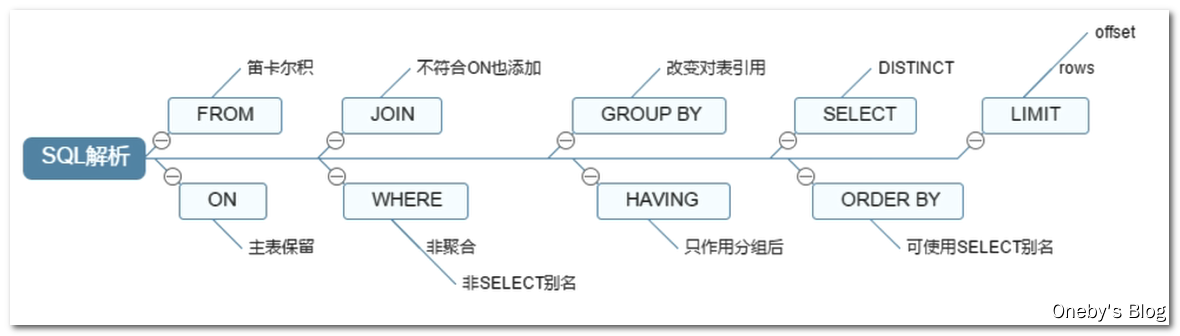 SQL解析
笛卡尔积
FROM
ON
主表保留
不符合ON也添加
JOIN
WHERE
非聚合
非SELECT别名
改变对表引用
GROUP BY
HAVING
只作用分组后
DISTINCT
SELECT
ORDER BY
可使用SELECT别名
offset
rows
LIMIT
Oneby's Blog